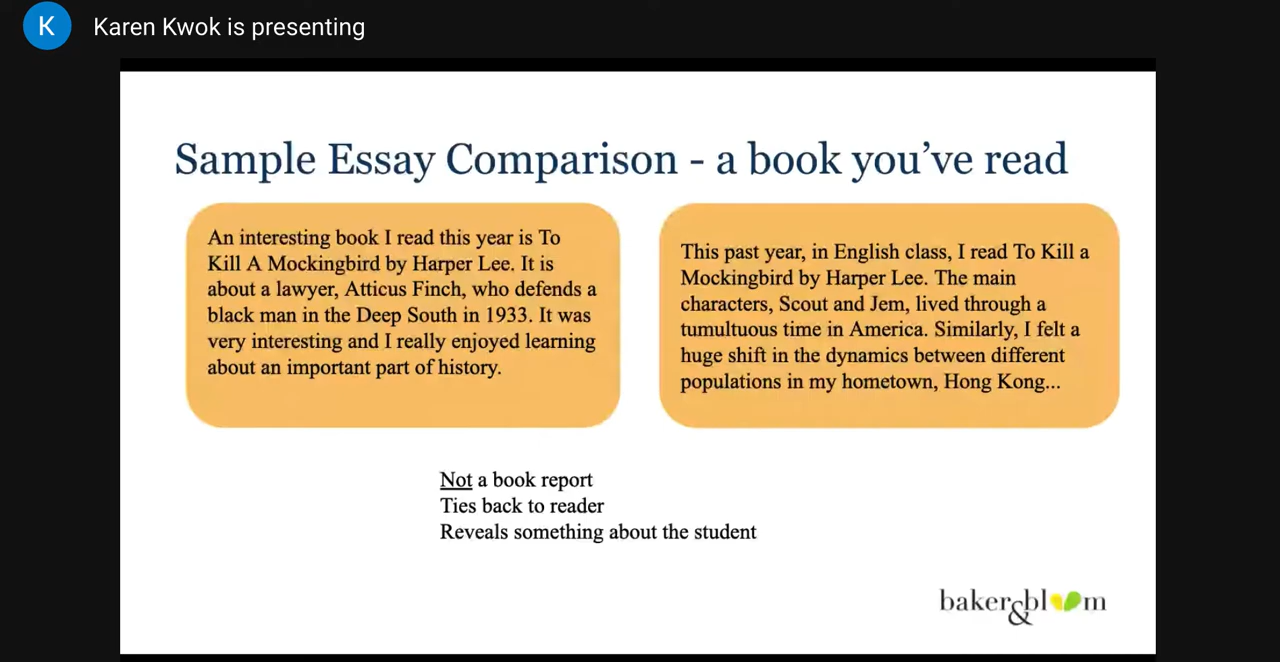 K
Karen Kwok is presenting
Sample Essay Comparison - a book you've read
An interesting book I read this year is To
Kill A Mockingbird by Harper Lee. It is
about a lawyer, Atticus Finch, who defends a
black man in the Deep South in 1933. It was
very interesting and I really enjoyed learning
about an important part of history.
This past year, in English class, I read To Kill a
Mockingbird by Harper Lee. The main
characters, Scout and Jem, lived through a
tumultuous time in America. Similarly, I felt a
huge shift in the dynamics between different
populations in my hometown, Hong Kong...
Not a book report
Ties back to reader
Reveals something about the student
baker&bloom